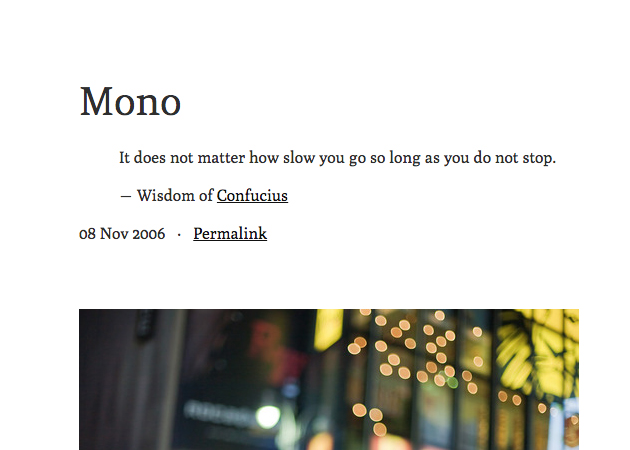 Mono
It does not matter how slow you go so long as you do not stop.
— Wisdom of Confucius
08 Nov 2006 · Permalink